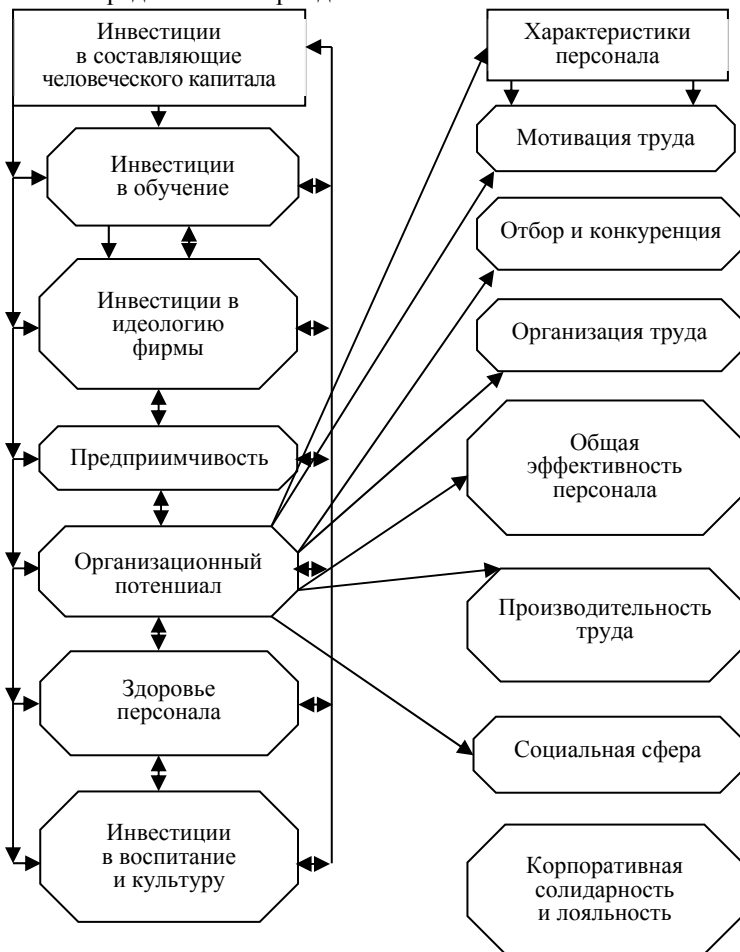 Инвестиции
в составляющие
человеческого капитала
Инвестиции
в обучение
Инвестиции в
идеологию
фирмы
Предприимчивость
Организационный
потенциал
Здоровье
персонала
Инвестиции
в воспитание
и культуру
Характеристики
персонала
Мотивация труда
Отбор и конкуренция
Организация труда
Общая
эффективность
персонала
Производительность
труда
Социальная сфера
Корпоративная
солидарность
и лояльность